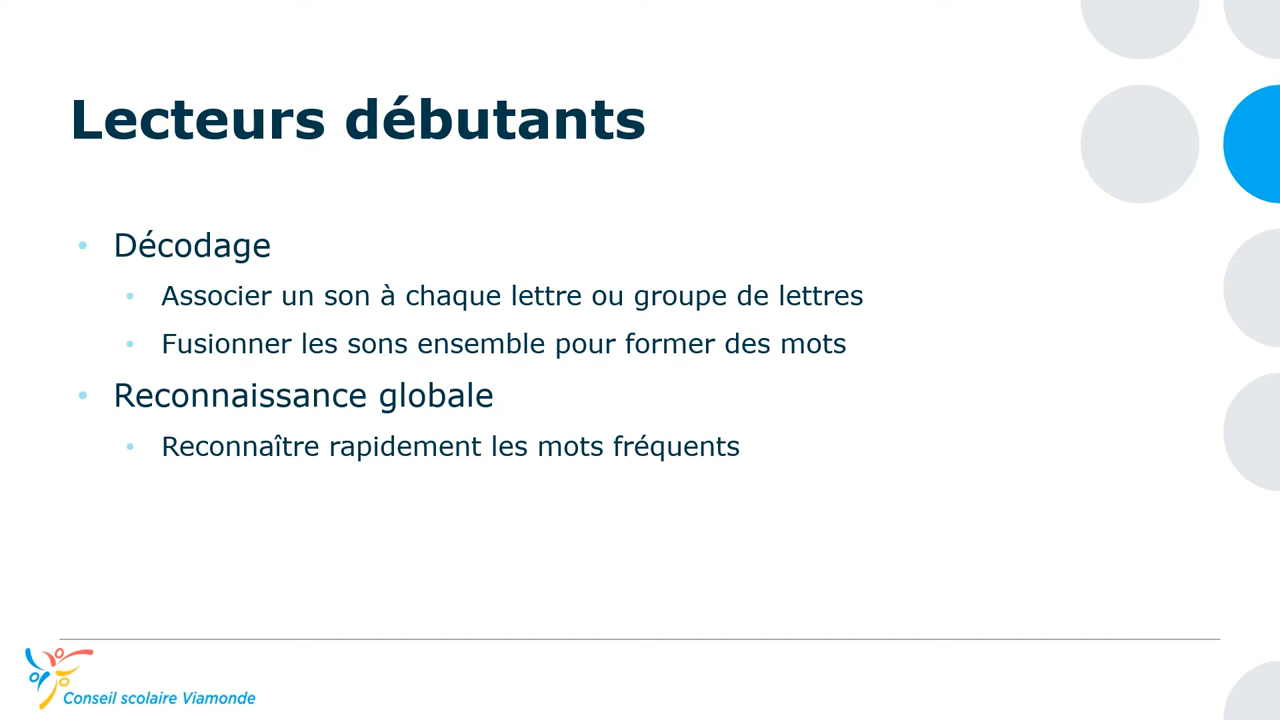 Lecteurs débutants
• Décodage
• Associer un son à chaque lettre ou groupe de lettres
• Fusionner les sons ensemble pour former des mots
• Reconnaissance globale
• Reconnaître rapidement les mots fréquents
Conseil scolaire Viamonde